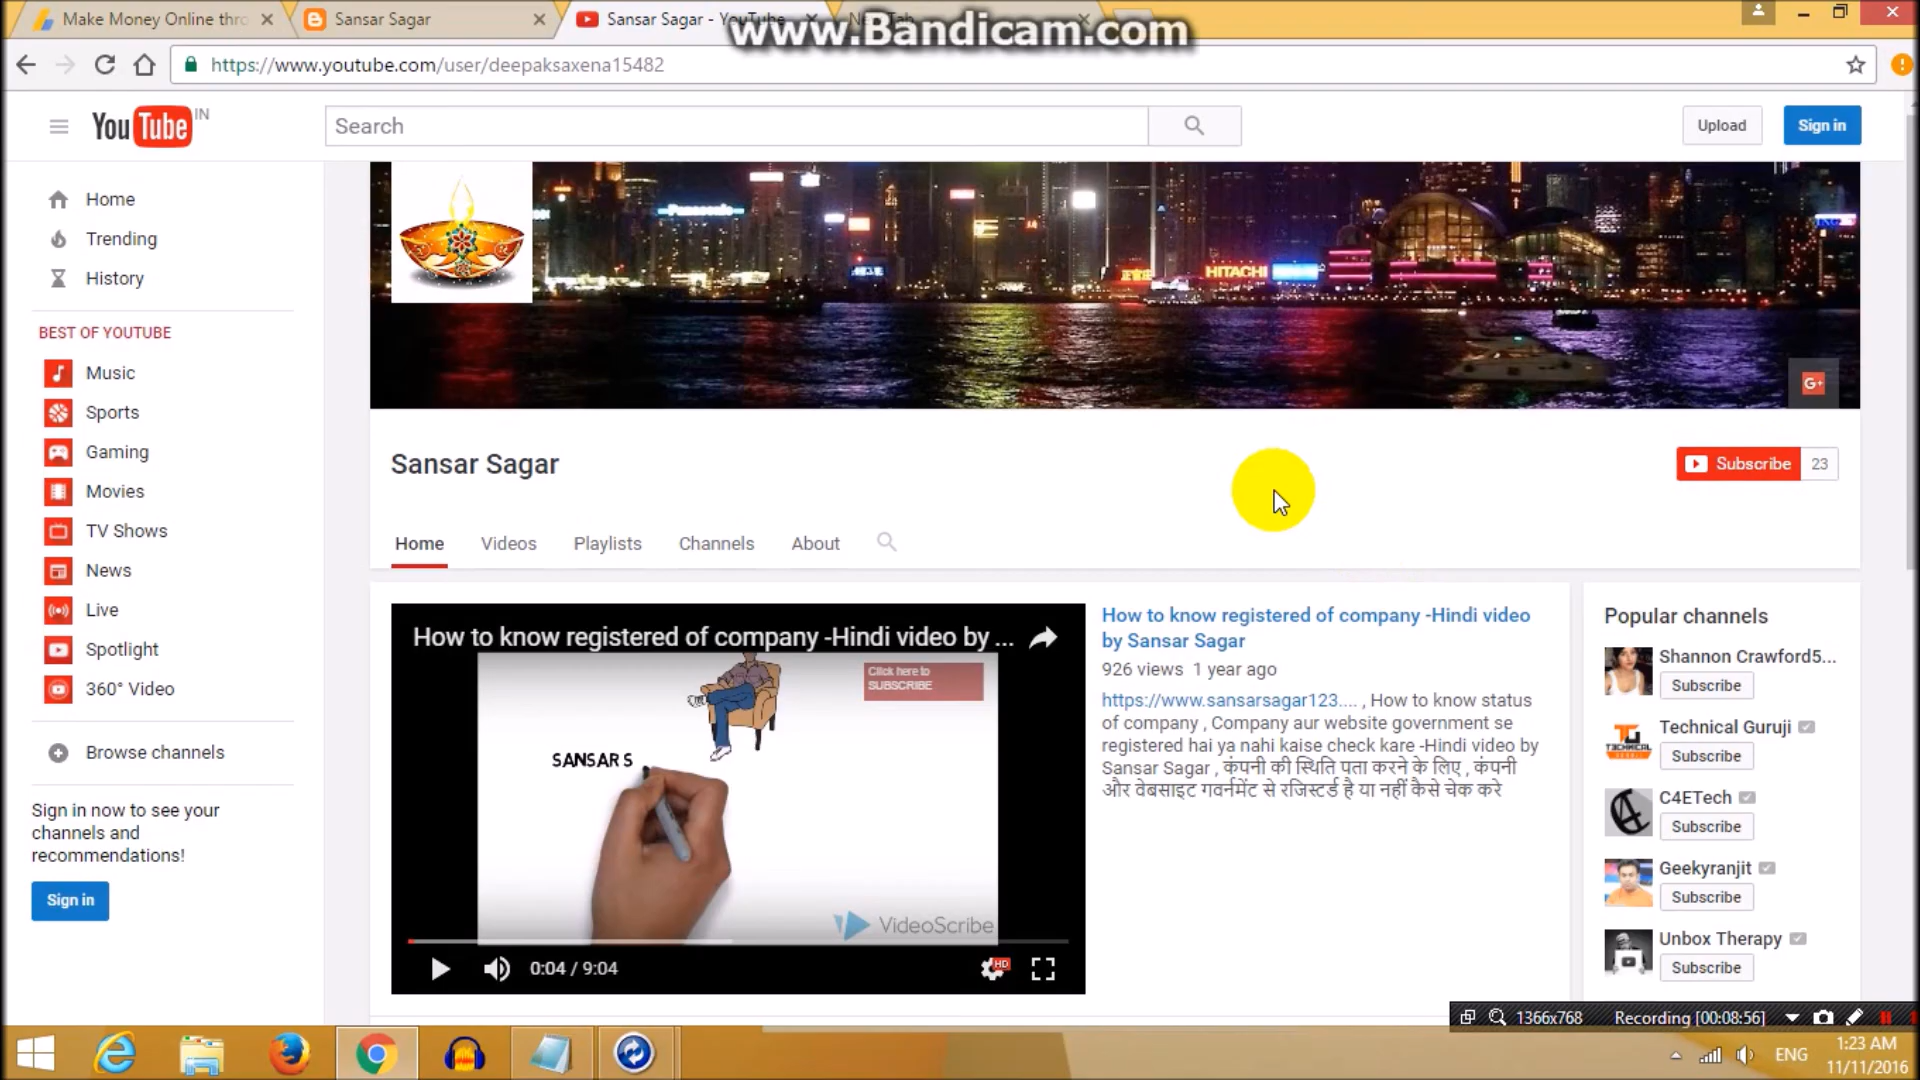 Make Money Online thro
Sansar Sagar
Sansar Sagar - YouTube
www.Bandicam.com
https://www.youtube.com/user/deepaksaxena15482
YouTube IN
Search
Upload
Sign in
Home
Trending
History
BEST OF YOUTUBE
Music
Sports
Gaming
Movies
TV Shows
News
Live
Spotlight
360° Video
Browse channels
Sign in now to see your
channels and
recommendations!
Sign in
Panasonic
HITACHI
G+
Sansar Sagar
Subscribe 23
Home Videos Playlists Channels About
How to know registered of company -Hindi video by ...
Click here to
SUBSCRIBE
SANSAR S
VideoScribe
0:04 / 9:04
HD
How to know registered of company -Hindi video
by Sansar Sagar
926 views 1 year ago
https://www.sansarsagar123.... , How to know status
of company , Company aur website government se
registered hai ya nahi kaise check kare -Hindi video by
Sansar Sagar , कंपनी की स्थिति पता करने के लिए , कंपनी
और वेबसाइट गवर्नमेंट से रजिस्टर्ड है या नहीं कैसे चेक करे
Popular channels
Shannon Crawford5...
Subscribe
Technical Guruji
Subscribe
C4ETech
Subscribe
Geekyranjit
Subscribe
Unbox Therapy
Subscribe
1366x768 Recording [00:08:56]
ENG
1:23 AM
11/11/2016